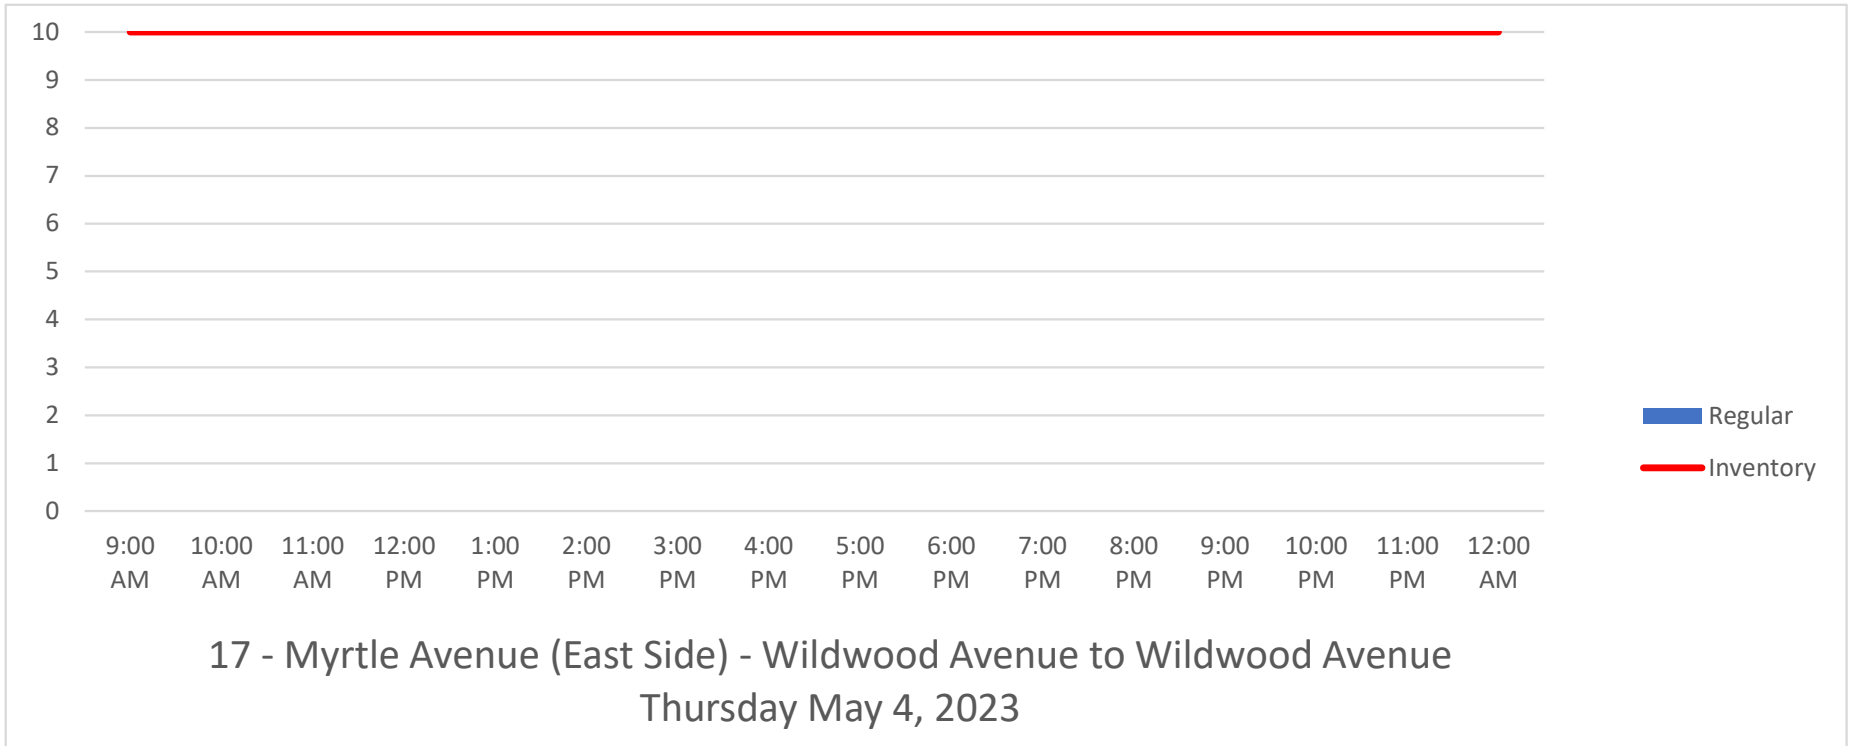 10
9
8
7
6
5
4
3
2
1
0
9:00 AM
10:00 AM
11:00 AM
12:00 PM
1:00 PM
2:00 PM
3:00 PM
4:00 PM
5:00 PM
6:00 PM
7:00 PM
8:00 PM
9:00 PM
10:00 PM
11:00 PM
12:00 AM
Regular
Inventory
17 - Myrtle Avenue (East Side) - Wildwood Avenue to Wildwood Avenue
Thursday May 4, 2023